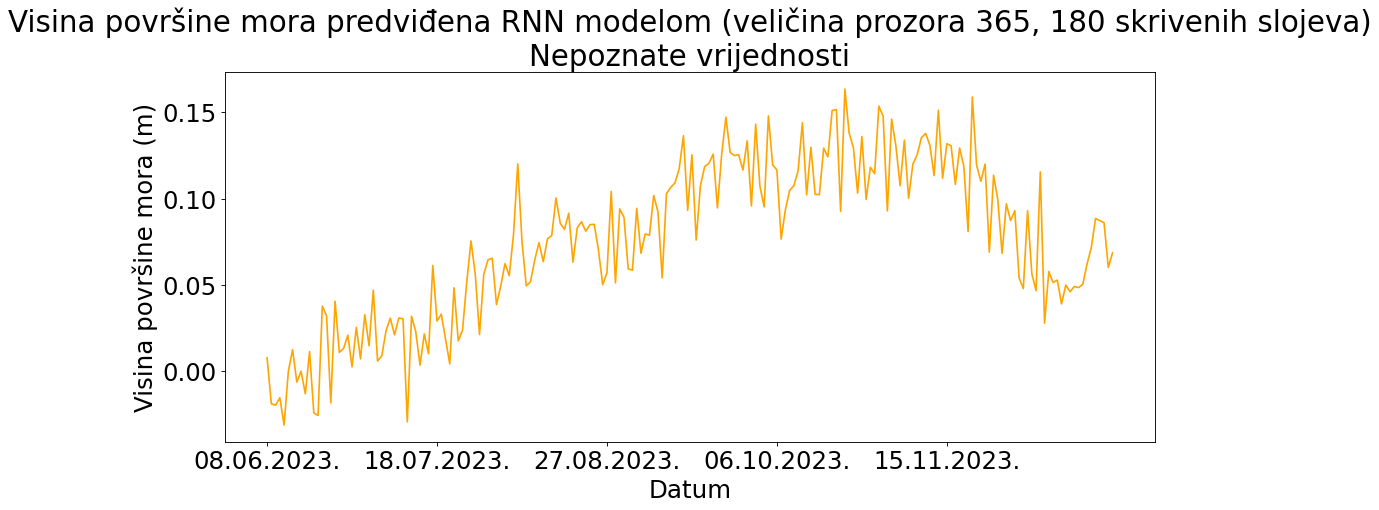 Visina površine mora predviđena RNN modelom (veličina prozora 365, 180 skrivenih slojeva)
Nepoznate vrijednosti
Visina površine mora (m)
0.15
0.10
0.05
0.00
08.06.2023. 18.07.2023. 27.08.2023. 06.10.2023. 15.11.2023.
Datum